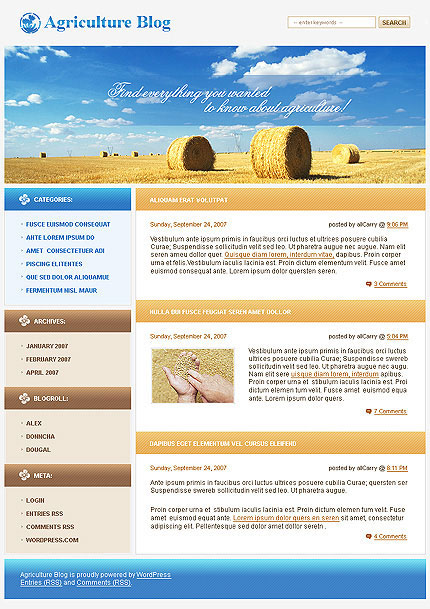 Agriculture Blog
-- enter keywords --
SEARCH
Find everything you wanted
to know about agriculture!
CATEGORIES:
FUSCE EUISMOD CONSEQUAT
ANTE LOREM IPSUM DO
AMET CONSECTETUER ADI
PISCING ELITENTES
QUE SED DOLOR ALIQUAMUE
FERMENTUM NISL MAUR
ARCHIVES:
JANUARY 2007
FEBRUARY 2007
APRIL 2007
BLOGROLL:
ALEX
DONNCHA
DOUGAL
META:
LOGIN
ENTRIES RSS
COMMENTS RSS
WORDPRESS.COM
ALIQUAM ERAT VOLUTPAT
Sunday, September 24, 2007
posted by aliCarry @ 9:06 PM
Vestibulum ante ipsum primis in faucibus orci luctus et ultrices posuere cubilia
Curae; Suspendisse sollicitudin velit sed leo. Ut pharetra augue nec augue. Nam elit
seren ameu dollor quer. Quisque diam lorem, interdum vitae, dapibus. Proin corper
urna et felis.Vestibulum iaculis lacinia est. Proin dictum elementum velit. Fusce amet
euismod consequat ante. Lorem ipsum dolor quersten seren.
3 Comments
NULLA DUI FUSCE FEUGIAT SEREN AMET DOLLOR
Sunday, September 24, 2007
posted by aliCarry @ 5:04 PM
Vestibulum ante ipsum primis in faucibus orci luctus
ultrices posuere cubilia Curae; Suspendisse swereb
sollicitudin velit sed leo. Ut pharetra augue nec augu.
Nam elit sere uisque diam lorem, interdum apibus.
Proin corper urna et stibulum iaculis lacinia est. Proi
dictum elementum velit fusce amet euismod eque
ante. Lorem ipsum dolor quers.
7 Comments
DAPIBUS EGET ELEMENTUM VEL CURSUS ELEIFEND
Sunday, September 24, 2007
posted by aliCarry @ 8:11 PM
Ante ipsum primis in faucibus orci luctus ultrices posuere cubilia Curae; quersten ser
Suspendisse swereb sollicitudin velit sed leo. Ut pharetra augue.
Proin corper urna et stibulum iaculis lacinia est. Proin dictum elementum velit. Fusce
amet euismod equat ante. Lorem ipsum dolor quers en seren sit amet, consectetur
adipiscing elit. Pellentesque sed dolor amet dolrem seretn .
4 Comments
Agriculture Blog is proudly powered by WordPress
Entries (RSS) and Comments (RSS).